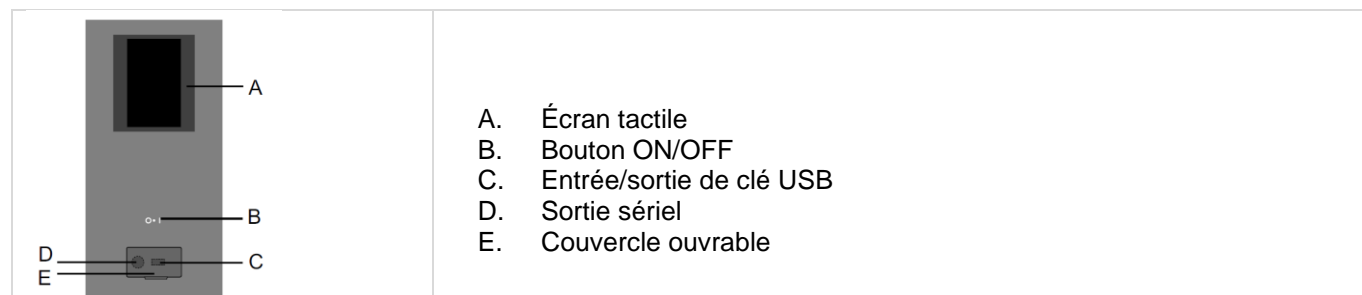 A
B
D
C
E
A. Écran tactile
B. Bouton ON/OFF
C. Entrée/sortie de clé USB
D. Sortie sériel
E. Couvercle ouvrable